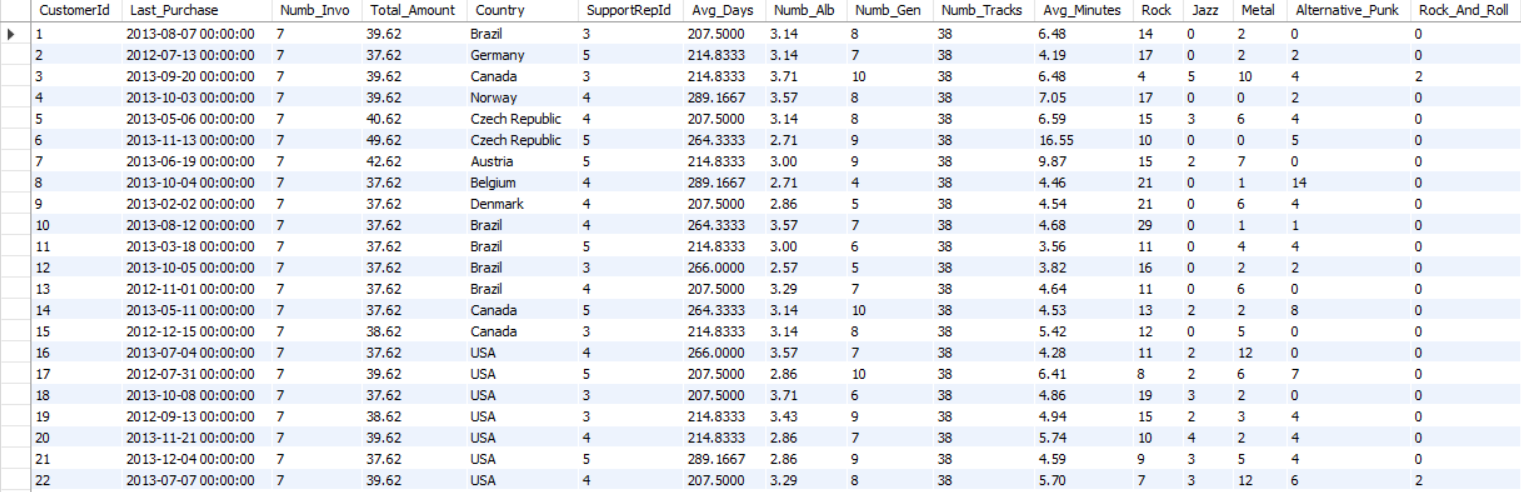 CustomerId Last_Purchase Numb_Invo Total_Amount Country SupportRepId Avg_Days Numb_Alb Numb_Gen Numb_Tracks Avg_Minutes Rock Jazz Metal Alternative_Punk Rock_And_Roll
1 2013-08-07 00:00:00 7 39.62 Brazil 3 207.5000 3.14 8 38 6.48 14 0 2 0 0
2 2012-07-13 00:00:00 7 37.62 Germany 5 214.8333 3.14 7 38 4.19 17 0 2 2 0
3 2013-09-20 00:00:00 7 39.62 Canada 3 214.8333 3.71 10 38 6.48 4 5 10 4 2
4 2013-10-03 00:00:00 7 39.62 Norway 4 289.1667 3.57 8 38 7.05 17 0 0 2 0
5 2013-05-06 00:00:00 7 40.62 Czech Republic 4 207.5000 3.14 8 38 6.59 15 3 6 4 0
6 2013-11-13 00:00:00 7 49.62 Czech Republic 5 264.3333 2.71 9 38 16.55 10 0 0 5 0
7 2013-06-19 00:00:00 7 42.62 Austria 5 214.8333 3.00 9 38 9.87 15 2 7 0 0
8 2013-10-04 00:00:00 7 37.62 Belgium 4 289.1667 2.71 4 38 4.46 21 0 1 14 0
9 2013-02-02 00:00:00 7 37.62 Denmark 4 207.5000 2.86 5 38 4.54 21 0 6 4 0
10 2013-08-12 00:00:00 7 37.62 Brazil 4 264.3333 3.57 7 38 4.68 29 0 1 1 0
11 2013-03-18 00:00:00 7 37.62 Brazil 5 214.8333 3.00 6 38 3.56 11 0 4 4 0
12 2013-10-05 00:00:00 7 37.62 Brazil 3 266.0000 2.57 5 38 3.82 16 0 2 2 0
13 2012-11-01 00:00:00 7 37.62 Brazil 4 207.5000 3.29 7 38 4.64 11 0 6 0 0
14 2013-05-11 00:00:00 7 37.62 Canada 5 264.3333 3.14 10 38 4.53 13 2 2 8 0
15 2012-12-15 00:00:00 7 38.62 Canada 3 214.8333 3.14 8 38 5.42 12 0 5 0 0
16 2013-07-04 00:00:00 7 37.62 USA 4 266.0000 3.57 7 38 4.28 11 2 12 0 0
17 2012-07-31 00:00:00 7 39.62 USA 5 207.5000 2.86 10 38 6.41 8 2 6 7 0
18 2013-10-08 00:00:00 7 37.62 USA 3 207.5000 3.71 6 38 4.86 19 3 2 0 0
19 2012-09-13 00:00:00 7 38.62 USA 3 214.8333 3.43 9 38 4.94 15 2 3 4 0
20 2013-11-21 00:00:00 7 39.62 USA 4 214.8333 2.86 7 38 5.74 10 4 2 4 0
21 2013-12-04 00:00:00 7 37.62 USA 5 289.1667 2.86 9 38 4.59 9 3 5 4 0
22 2013-07-07 00:00:00 7 39.62 USA 4 207.5000 3.29 8 38 5.70 7 3 12 6 2